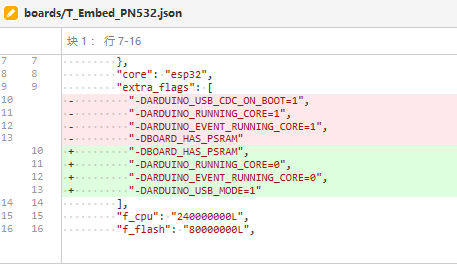 boards/T_Embed_PN532.json
块 1： 行 7-16
7 7 },
8 8 "core": "esp32",
9 9 "extra_flags": [
10 - "-DARDUINO_USB_CDC_ON_BOOT=1",
11 - "-DARDUINO_RUNNING_CORE=1",
12 - "-DARDUINO_EVENT_RUNNING_CORE=1",
13 - "-DBOARD_HAS_PSRAM"
10 + "-DBOARD_HAS_PSRAM",
11 + "-DARDUINO_RUNNING_CORE=0",
12 + "-DARDUINO_EVENT_RUNNING_CORE=0",
13 + "-DARDUINO_USB_MODE=1"
14 14 ],
15 15 "f_cpu": "240000000L",
16 16 "f_flash": "80000000L",